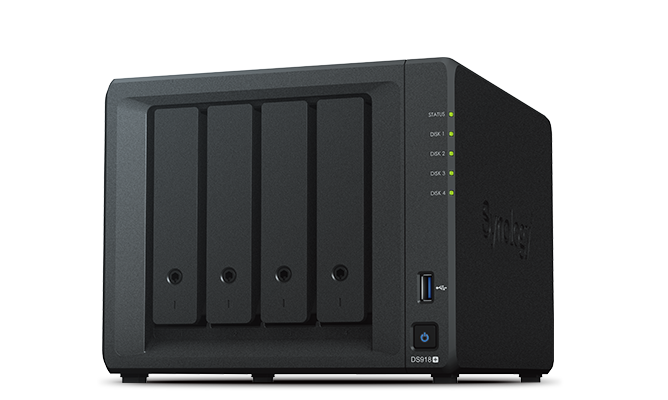 STATUS
DISK 1
DISK 2
DISK 3
DISK 4
Synology
DS918+